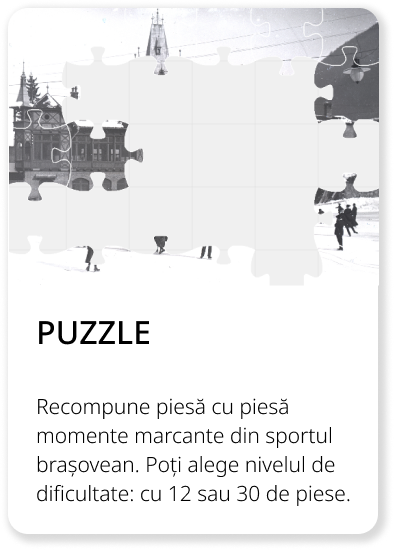 PUZZLE
Recompune piesă cu piesă
momente marcante din sportul
brașovean. Poți alege nivelul de
dificultate: cu 12 sau 30 de piese.